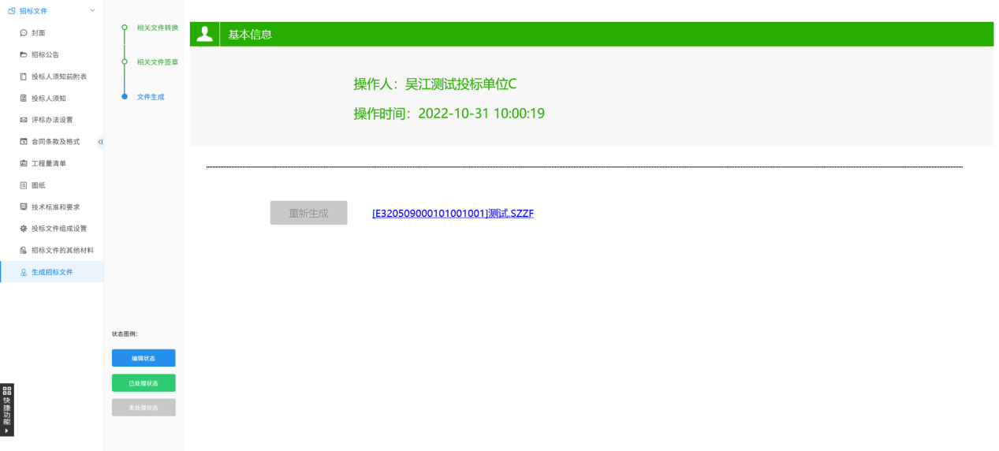 招标文件
封面
招标公告
投标人须知前附表
投标人须知
评标办法设置
合同条款及格式
工程量清单
图纸
技术标准和要求
投标文件组成设置
招标文件的其他材料
生成招标文件
快捷功能
相关文件转换
相关文件签章
文件生成
状态图例：
编辑状态
已处理状态
未处理状态
基本信息
操作人：吴江测试投标单位C
操作时间：2022-10-31 10:00:19
重新生成
[E320509000101001001]测试.SZZF